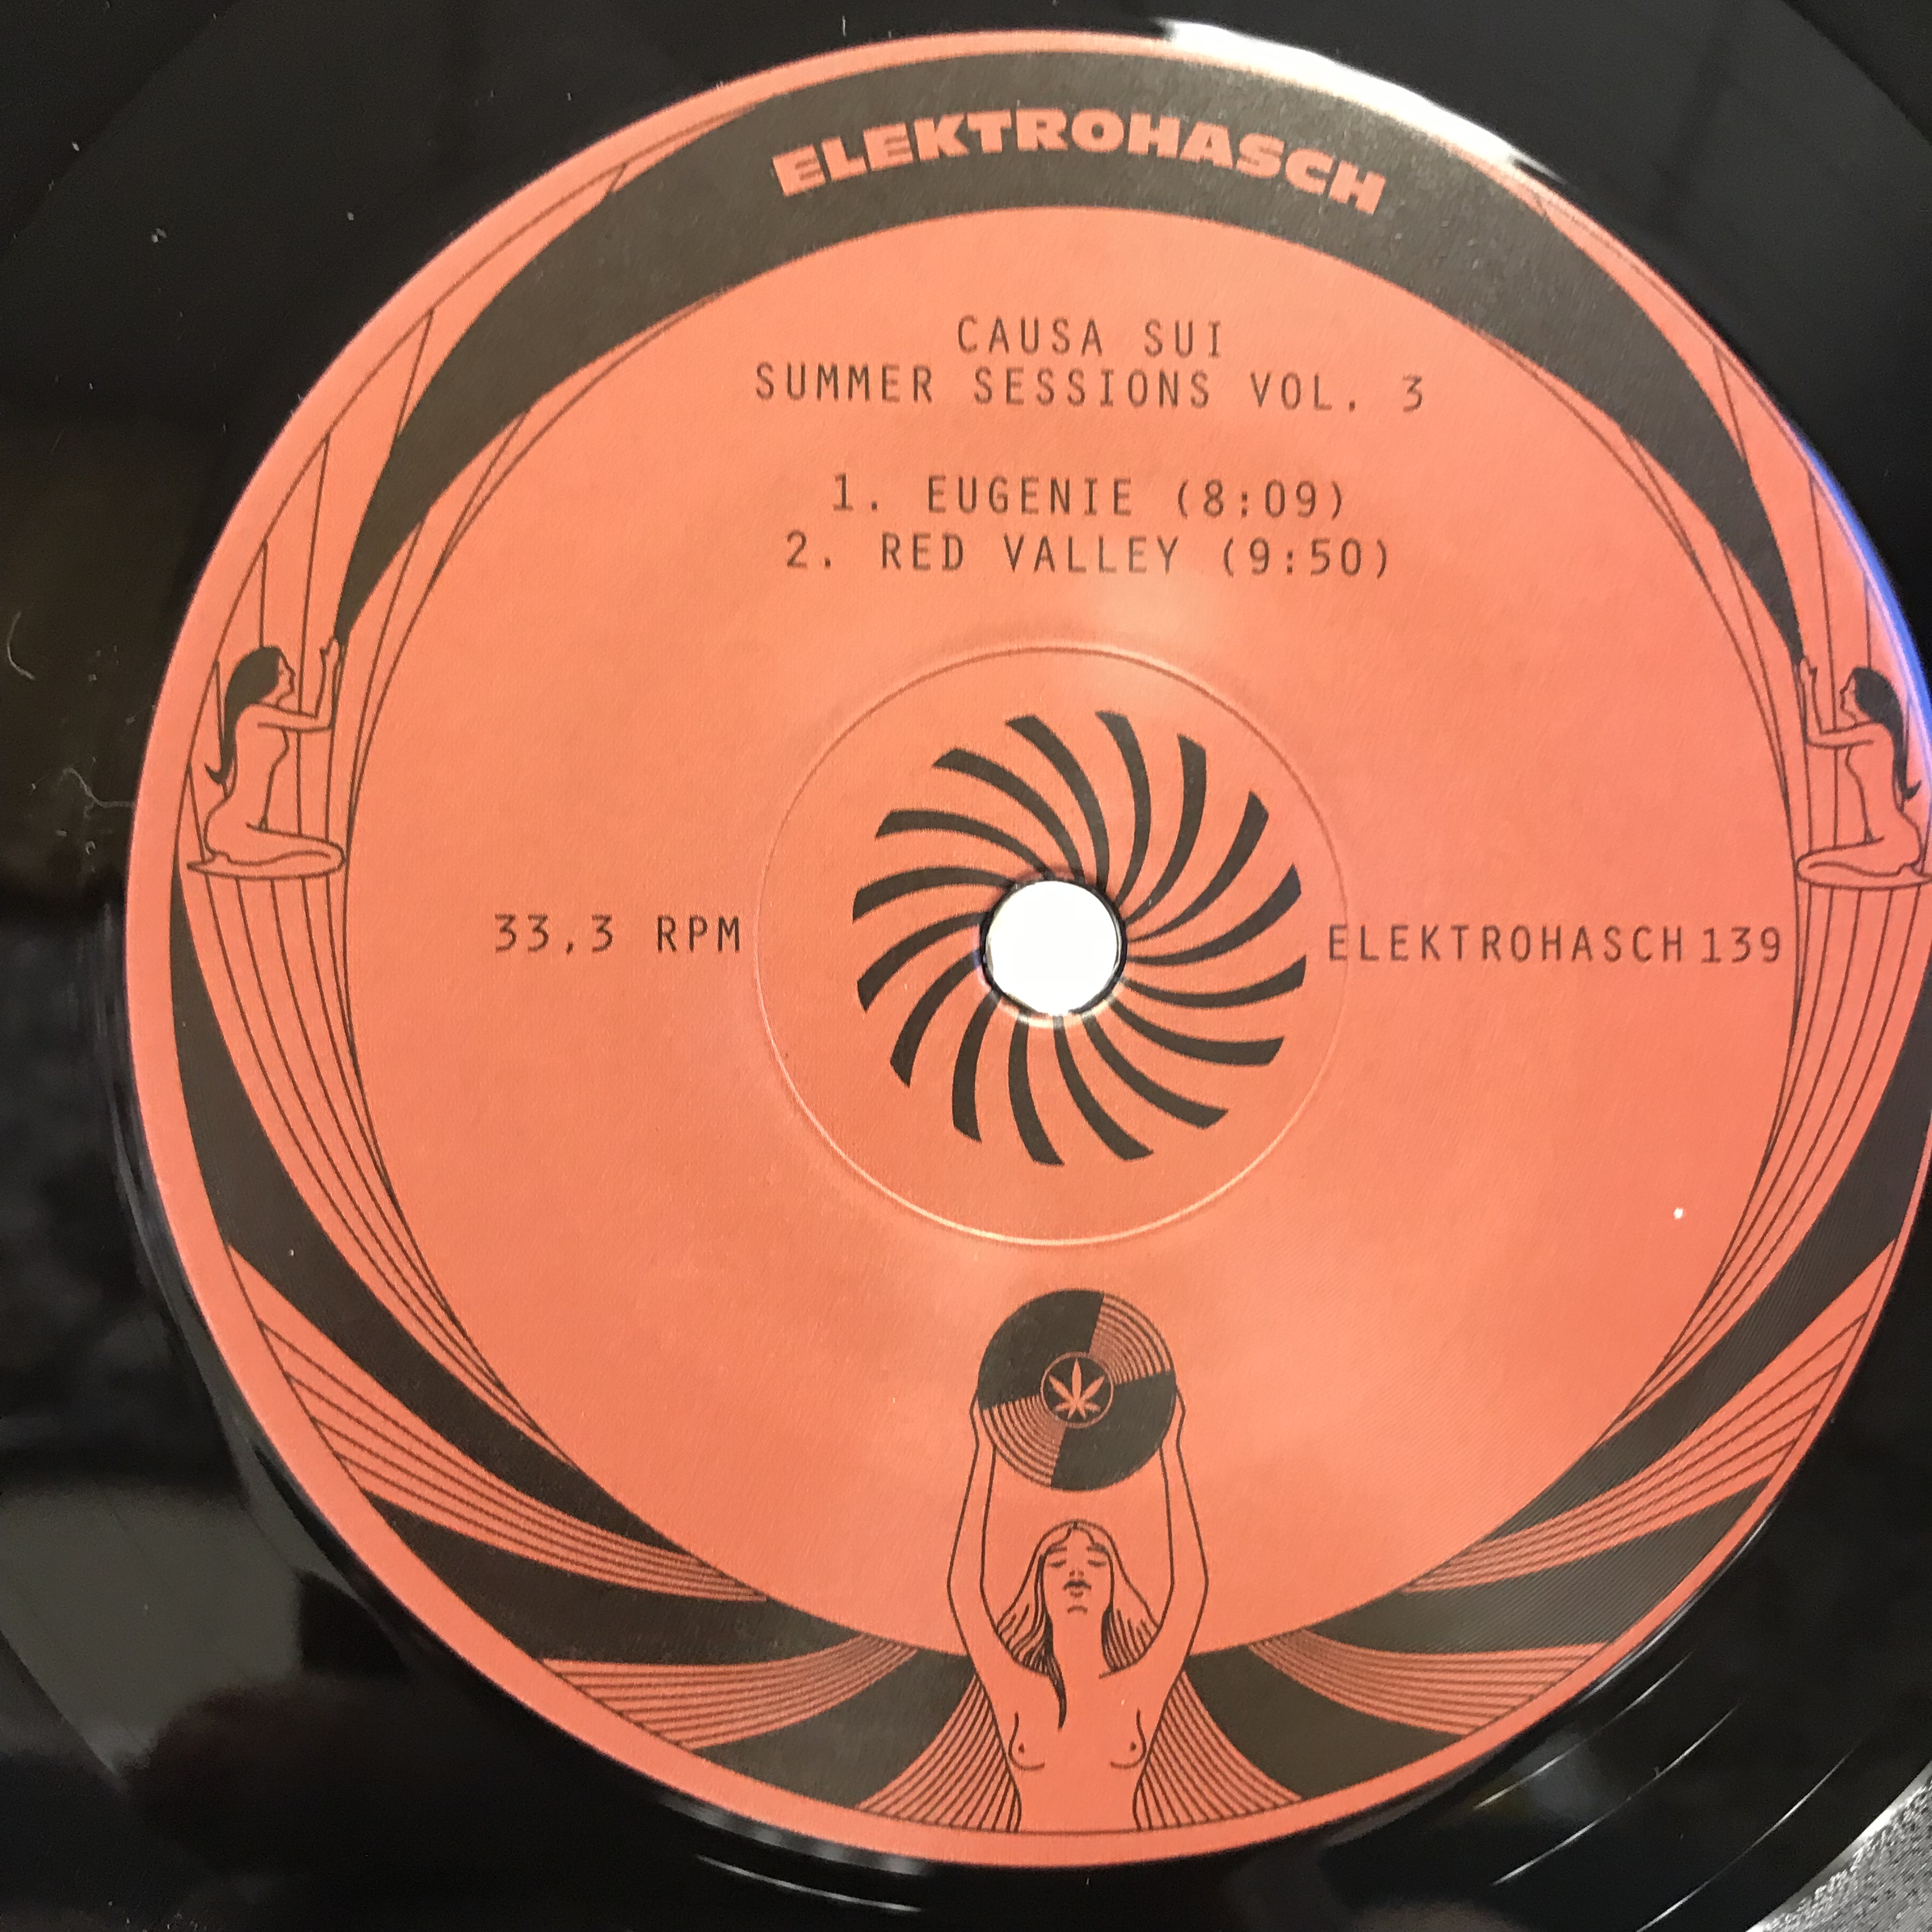 ELEKTROHASCH
CAUSA SUI
SUMMER SESSIONS VOL. 3
1. EUGENIE (8:09)
2. RED VALLEY (9:50)
33,3 RPM
ELEKTROHASCH 139